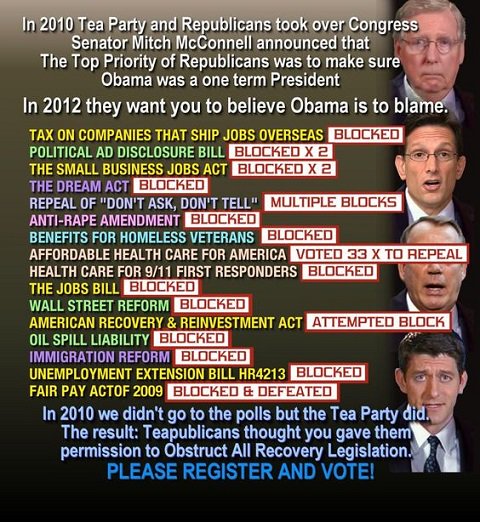 In 2010 Tea Party and Republicans took over Congress
Senator Mitch McConnell announced that
The Top Priority of Republicans was to make sure
Obama was a one term President
In 2012 they want you to believe Obama is to blame.
TAX ON COMPANIES THAT SHIP JOBS OVERSEAS BLOCKED
POLITICAL AD DISCLOSURE BILL BLOCKED X 2
THE SMALL BUSINESS JOBS ACT BLOCKED X 2
THE DREAM ACT BLOCKED
REPEAL OF "DON'T ASK, DON'T TELL" MULTIPLE BLOCKS
ANTI-RAPE AMENDMENT BLOCKED
BENEFITS FOR HOMELESS VETERANS BLOCKED
AFFORDABLE HEALTH CARE FOR AMERICA VOTED 33 X TO REPEAL
HEALTH CARE FOR 9/11 FIRST RESPONDERS BLOCKED
THE JOBS BILL BLOCKED
WALL STREET REFORM BLOCKED
AMERICAN RECOVERY & REINVESTMENT ACT ATTEMPTED BLOCK
OIL SPILL LIABILITY BLOCKED
IMMIGRATION REFORM BLOCKED
UNEMPLOYMENT EXTENSION BILL HR4213 BLOCKED
FAIR PAY ACTOF 2009 BLOCKED & DEFEATED
In 2010 we didn't go to the polls but the Tea Party did.
The result: Teapublicans thought you gave them
permission to Obstruct All Recovery Legislation.
PLEASE REGISTER AND VOTE!